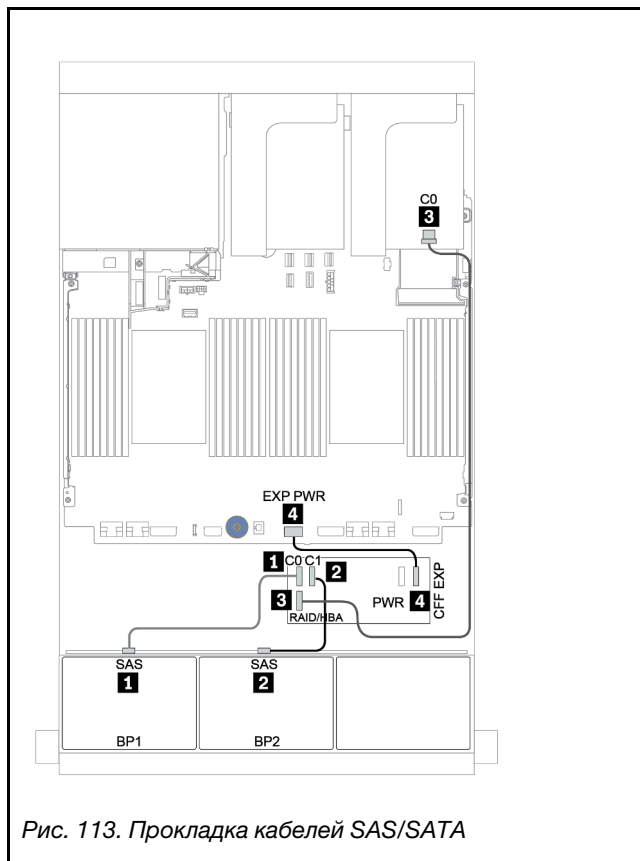 C0
3
EXP PWR
4
1 C0 C1 2
3 PWR 4 CFF EXP
RAID/HBA
SAS SAS
1 2
BP1 BP2
Рис. 113. Прокладка кабелей SAS/SATA